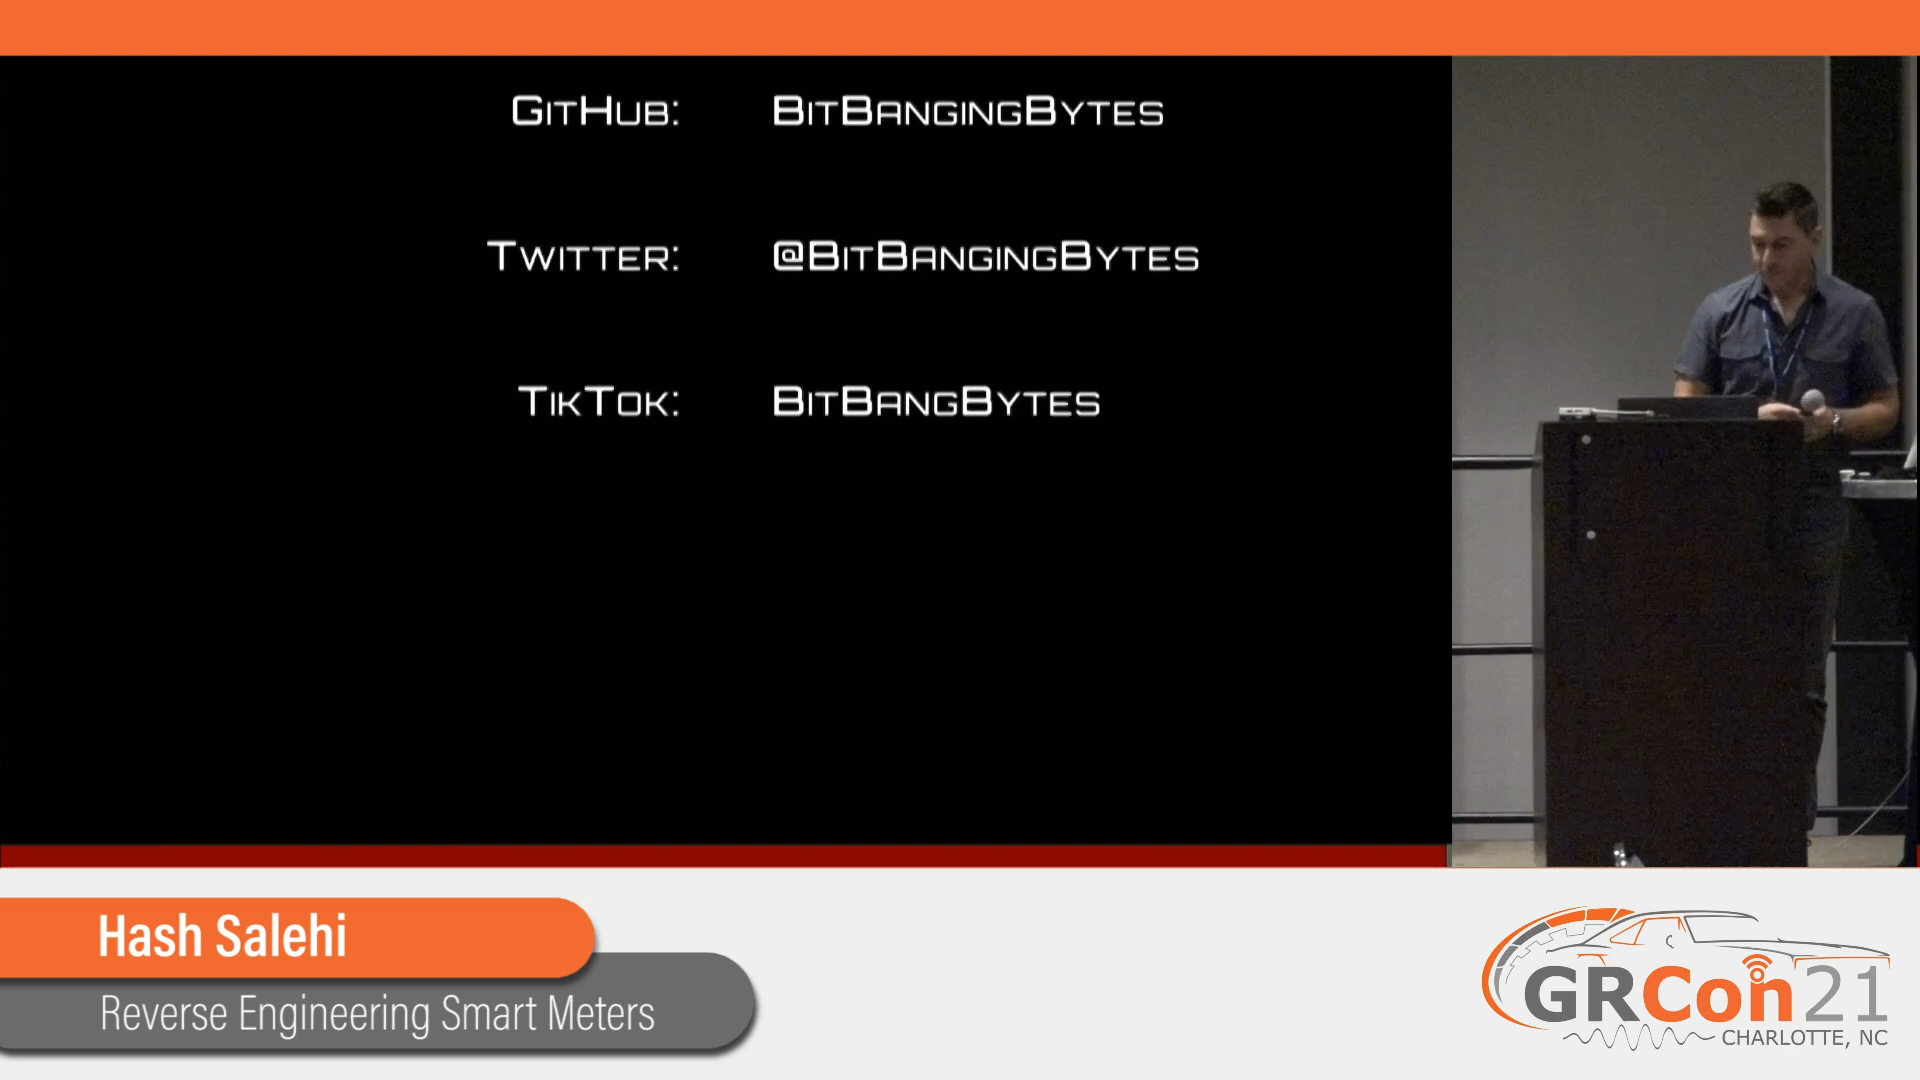 GitHub: BitBangingBytes
Twitter: @BitBangingBytes
TikTok: BitBangBytes
Hash Salehi
Reverse Engineering Smart Meters
GRCon21
CHARLOTTE, NC